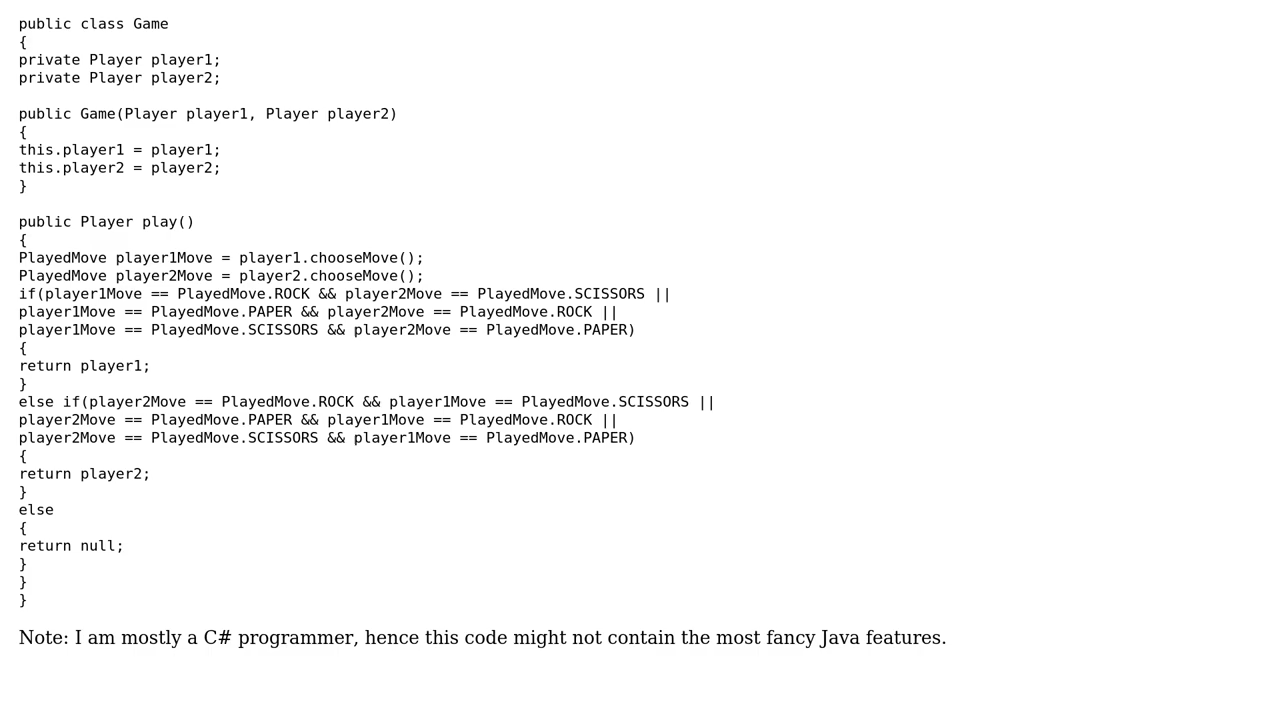 public class Game
{
private Player player1;
private Player player2;

public Game(Player player1, Player player2)
{
this.player1 = player1;
this.player2 = player2;
}

public Player play()
{
PlayedMove player1Move = player1.chooseMove();
PlayedMove player2Move = player2.chooseMove();
if(player1Move == PlayedMove.ROCK && player2Move == PlayedMove.SCISSORS ||
player1Move == PlayedMove.PAPER && player2Move == PlayedMove.ROCK ||
player1Move == PlayedMove.SCISSORS && player2Move == PlayedMove.PAPER)
{
return player1;
}
else if(player2Move == PlayedMove.ROCK && player1Move == PlayedMove.SCISSORS ||
player2Move == PlayedMove.PAPER && player1Move == PlayedMove.ROCK ||
player2Move == PlayedMove.SCISSORS && player1Move == PlayedMove.PAPER)
{
return player2;
}
else
{
return null;
}
}
}
Note: I am mostly a C# programmer, hence this code might not contain the most fancy Java features.